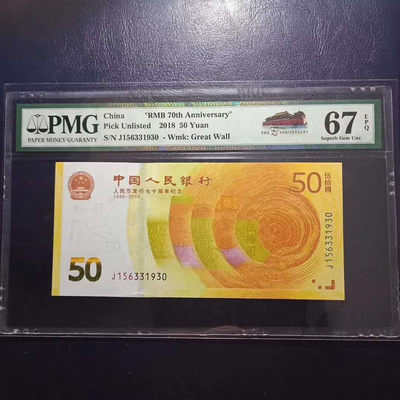 PMG
PAPER MONEY GUARANTY
China "RMB 70th Anniversary"
Pick Unlisted 2018 50 Yuan
S/N J156331930 - Wmk: Great Wall
67 EPQ
Superb Gem Unc
中国人民银行
人民币发行七十周年纪念
1948-2018
50 伍拾圆
50
J156331930
J156331930